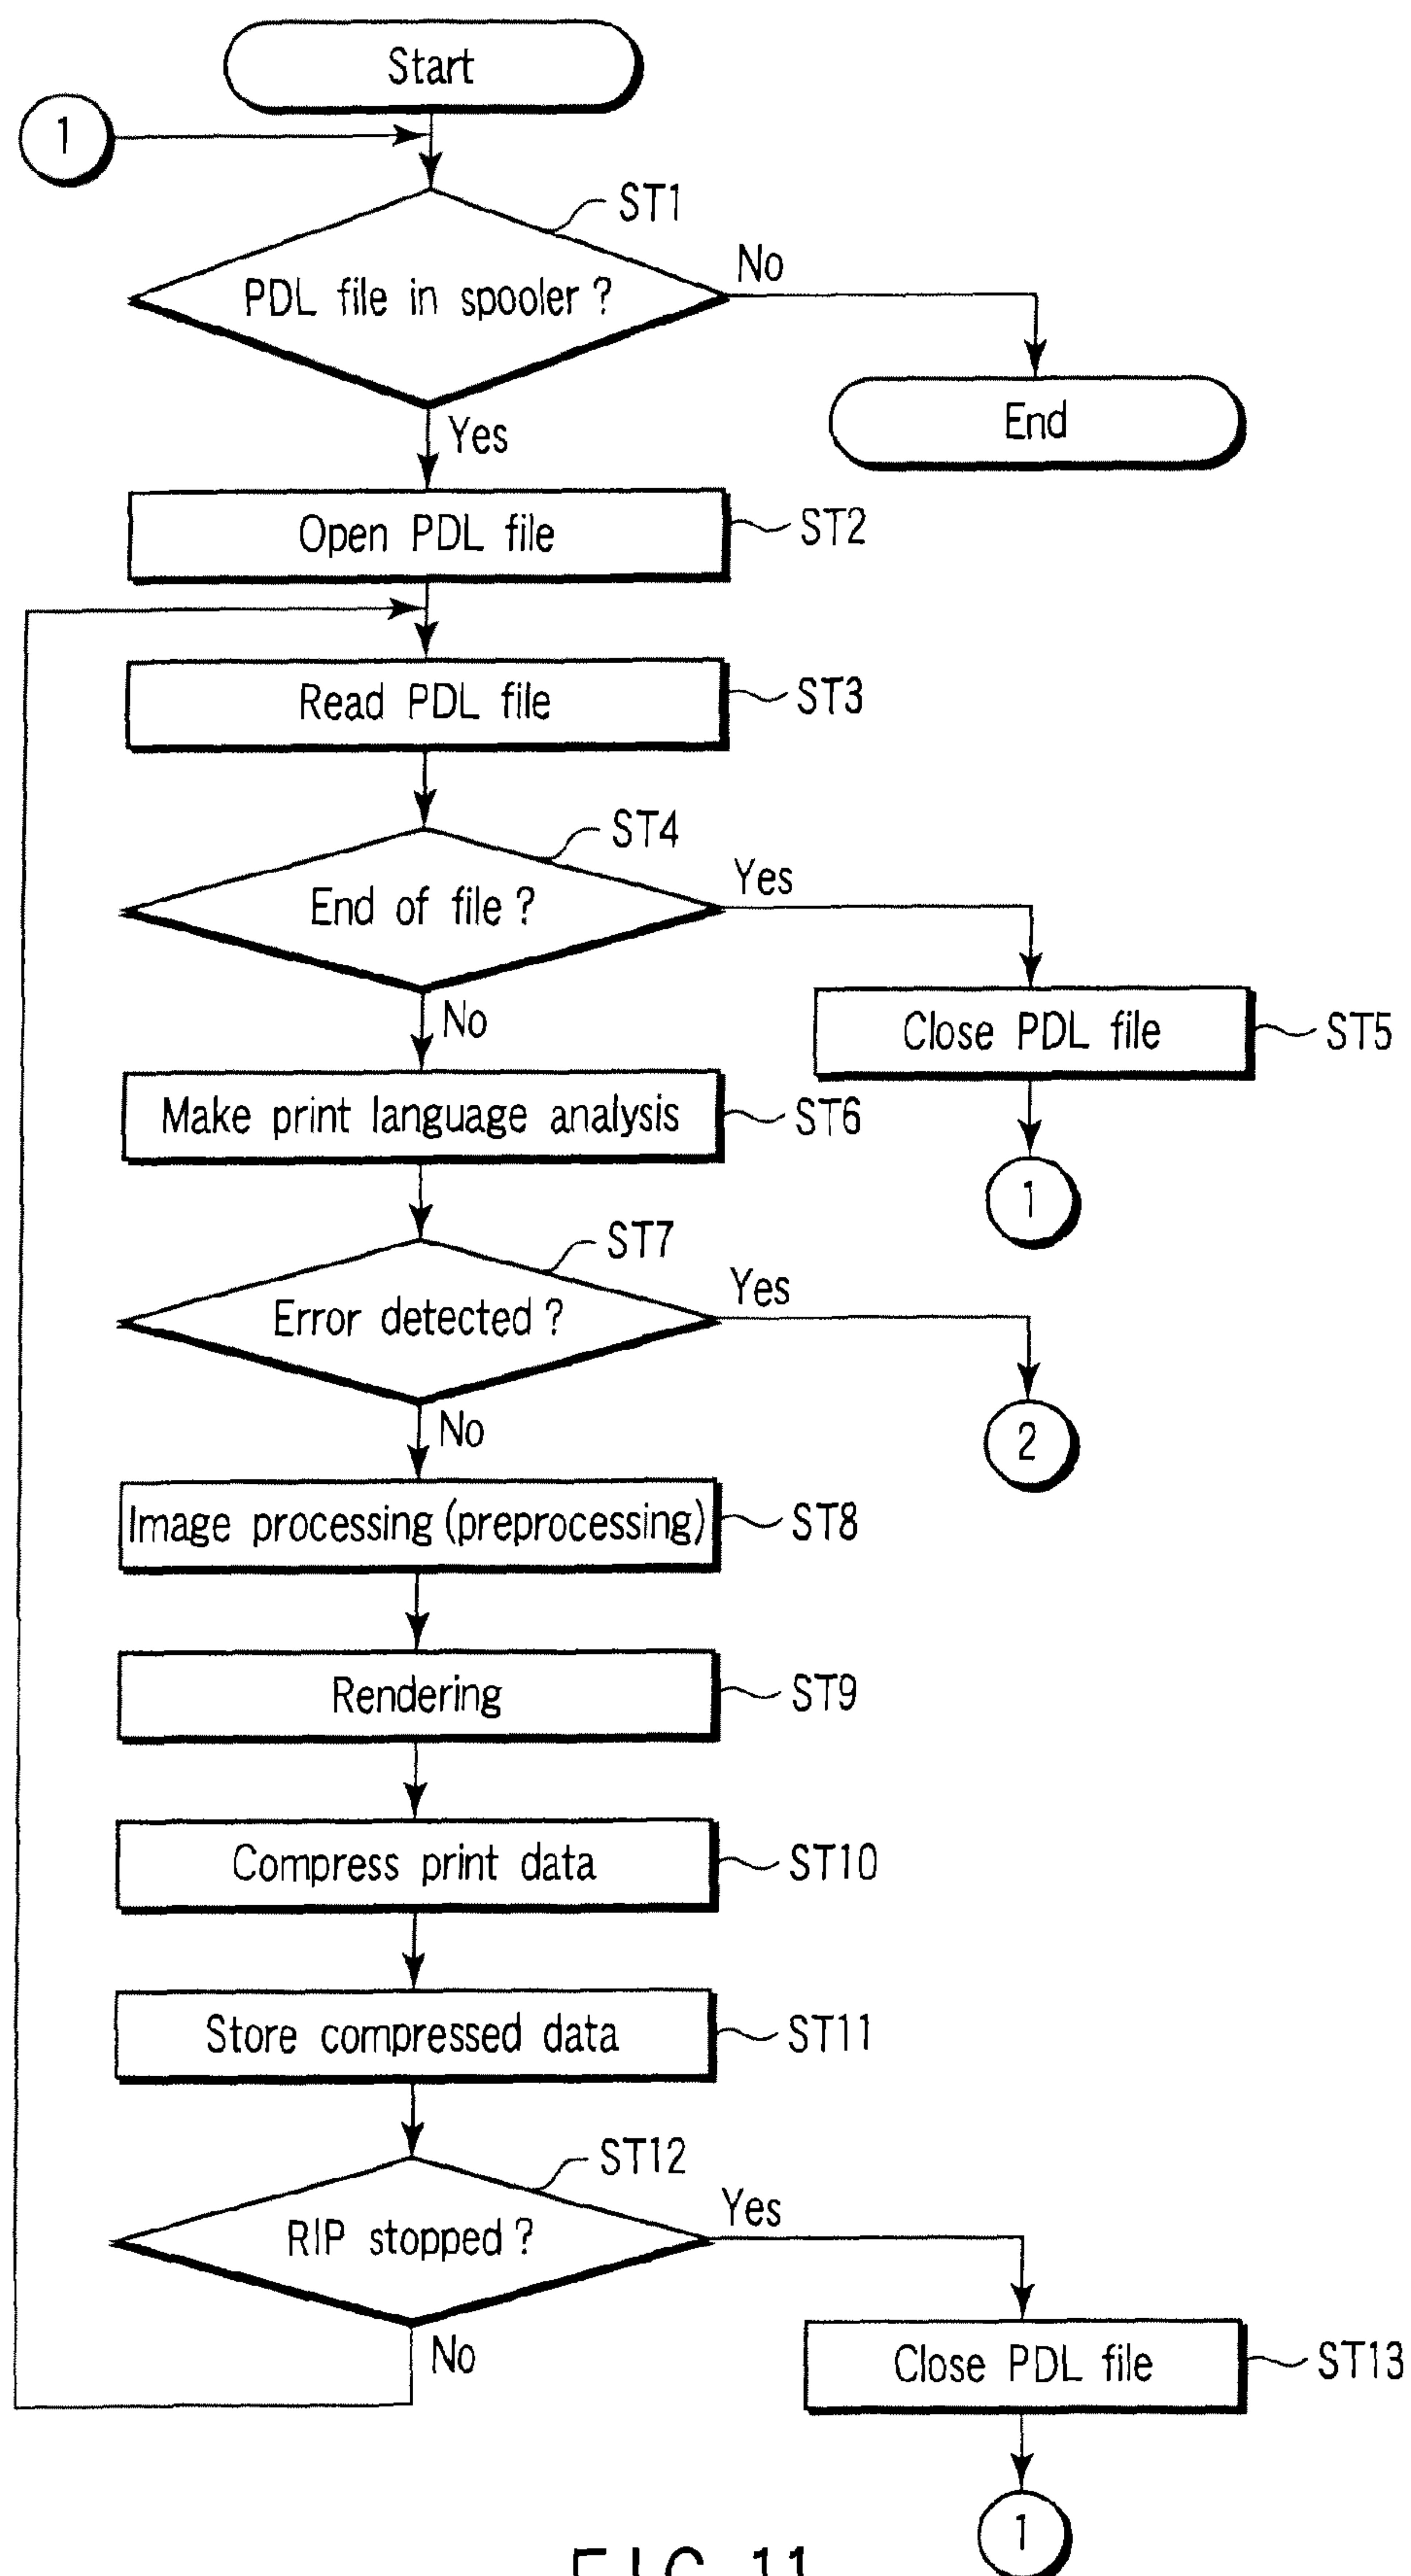 Start
1
ST1
PDL file in spooler ?
No
End
Yes
Open PDL file
ST2
Read PDL file
ST3
ST4
End of file ?
Yes
No
Close PDL file
ST5
Make print language analysis
ST6
1
ST7
Error detected ?
Yes
No
2
Image processing (preprocessing)
ST8
Rendering
ST9
Compress print data
ST10
Store compressed data
ST11
ST12
RIP stopped ?
Yes
No
Close PDL file
ST13
1
FIG. 11